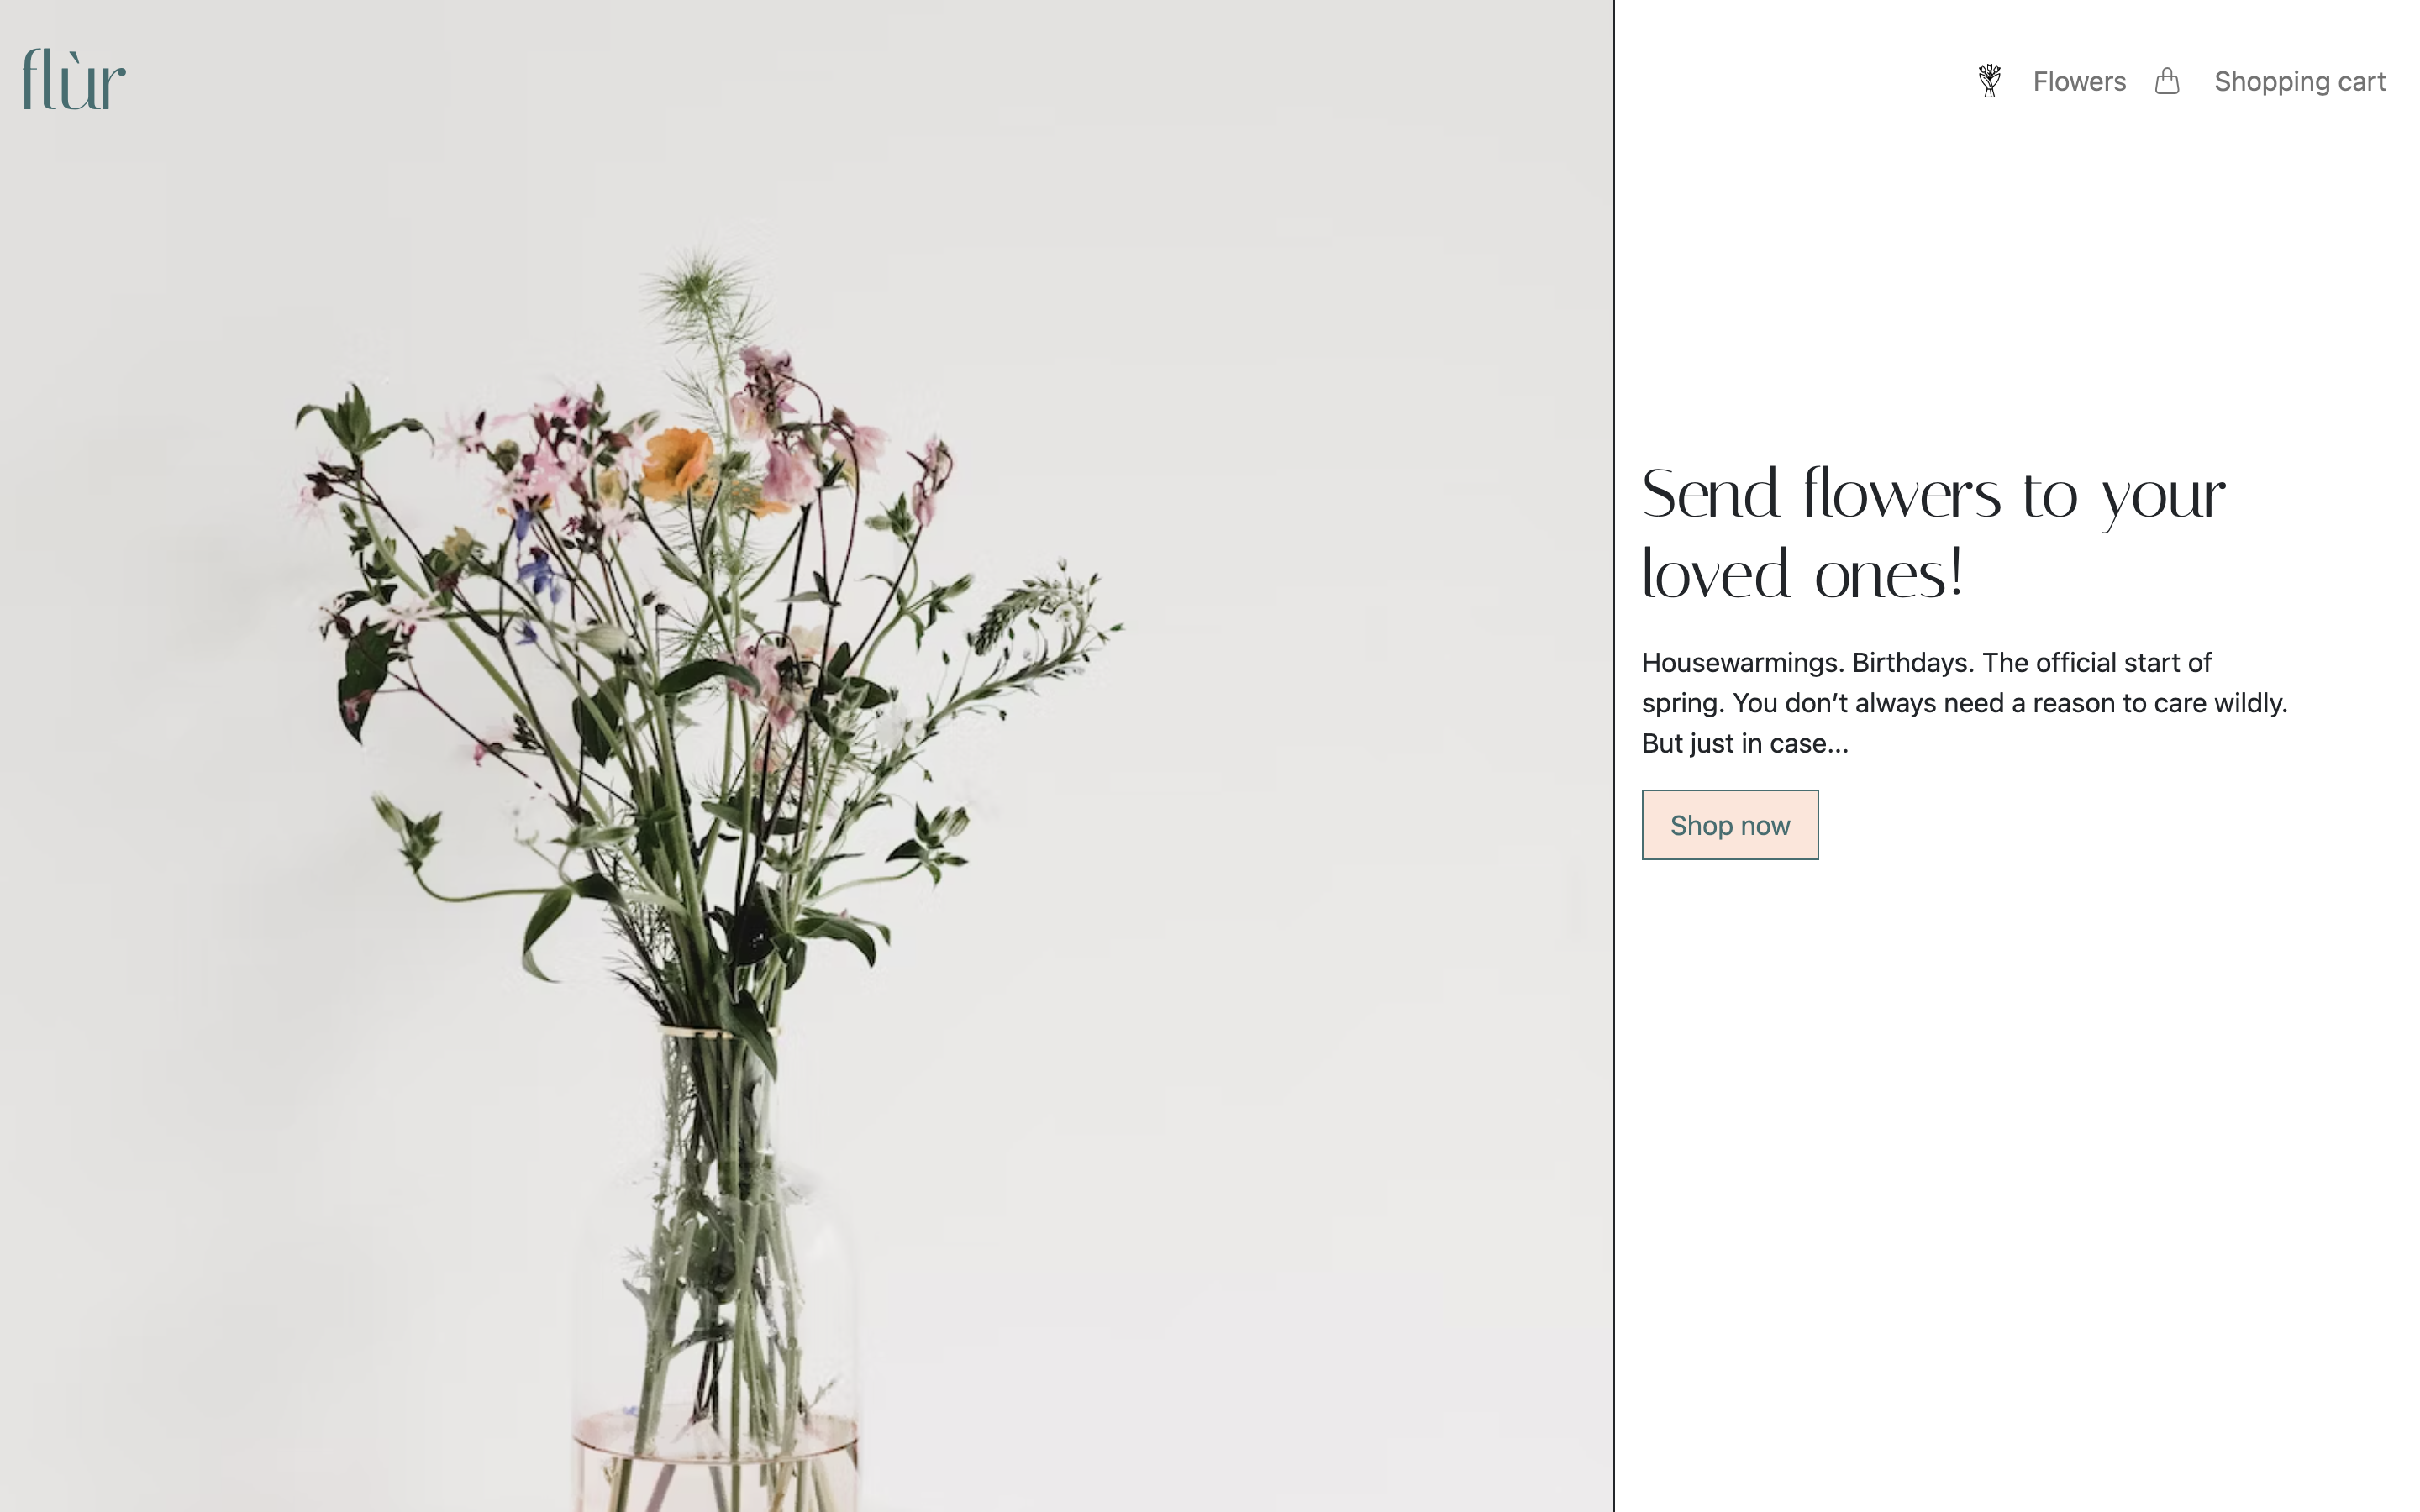 flùr
Flowers
Shopping cart
Send flowers to your
loved ones!
Housewarmings. Birthdays. The official start of
spring. You don’t always need a reason to care wildly.
But just in case...
Shop now